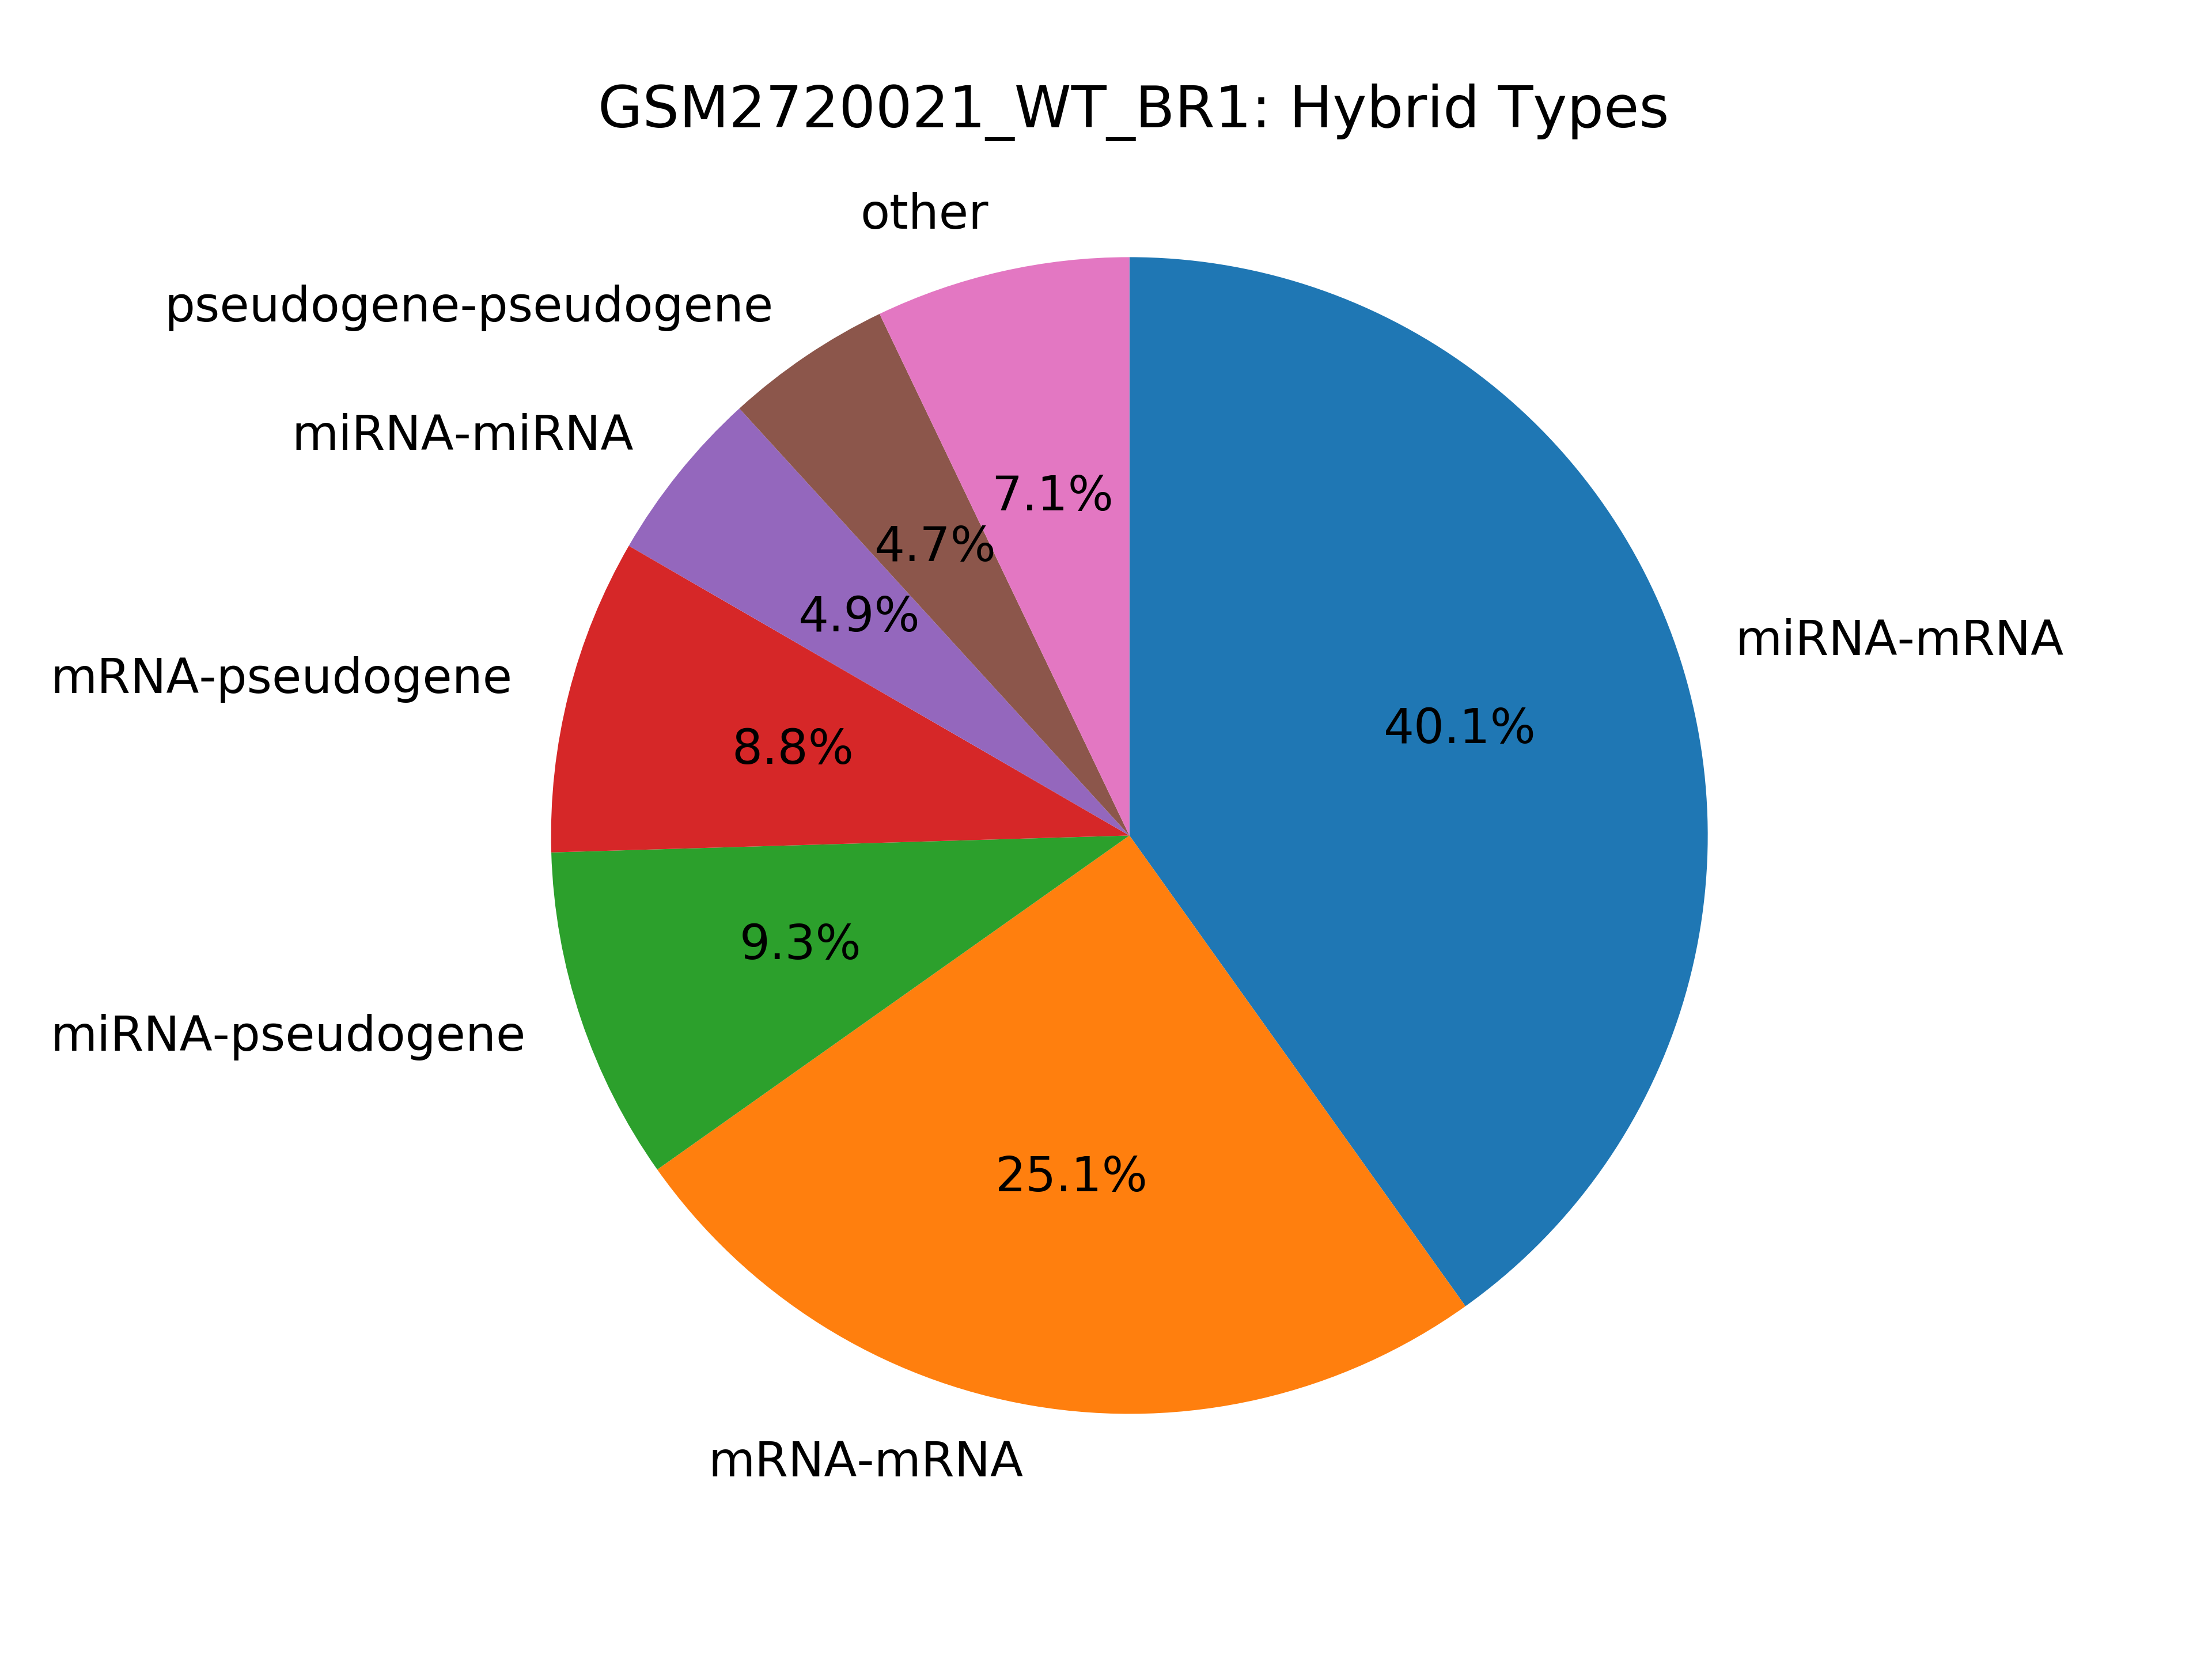 GSM2720021_WT_BR1: Hybrid Types
other
pseudogene-pseudogene
miRNA-miRNA
7.1%
4.7%
4.9%
miRNA-mRNA
mRNA-pseudogene
40.1%
8.8%
9.3%
miRNA-pseudogene
25.1%
mRNA-mRNA